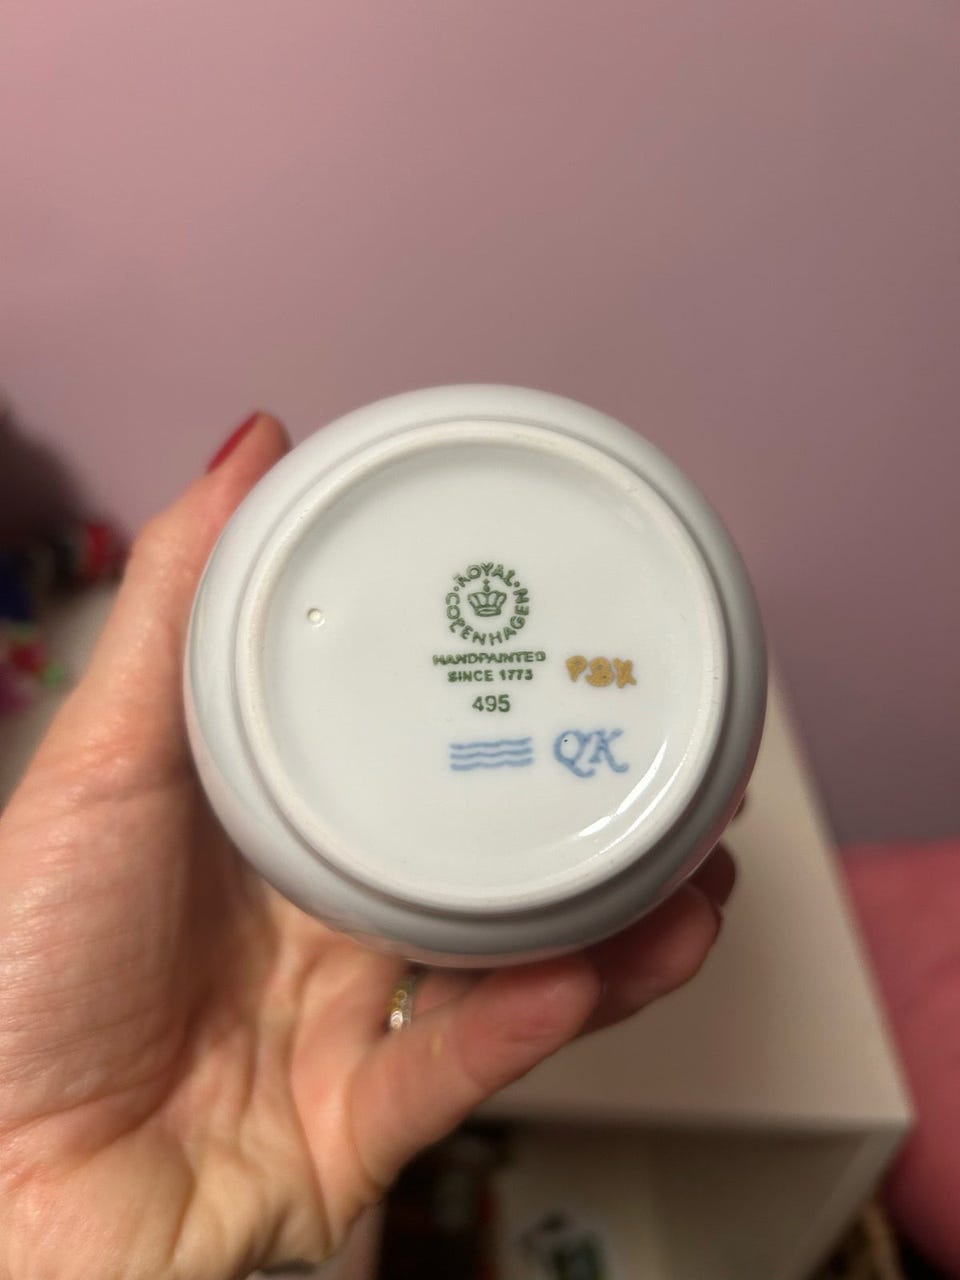 ROYAL COPENHAGEN
HANDPAINTED
SINCE 1775
495
QK